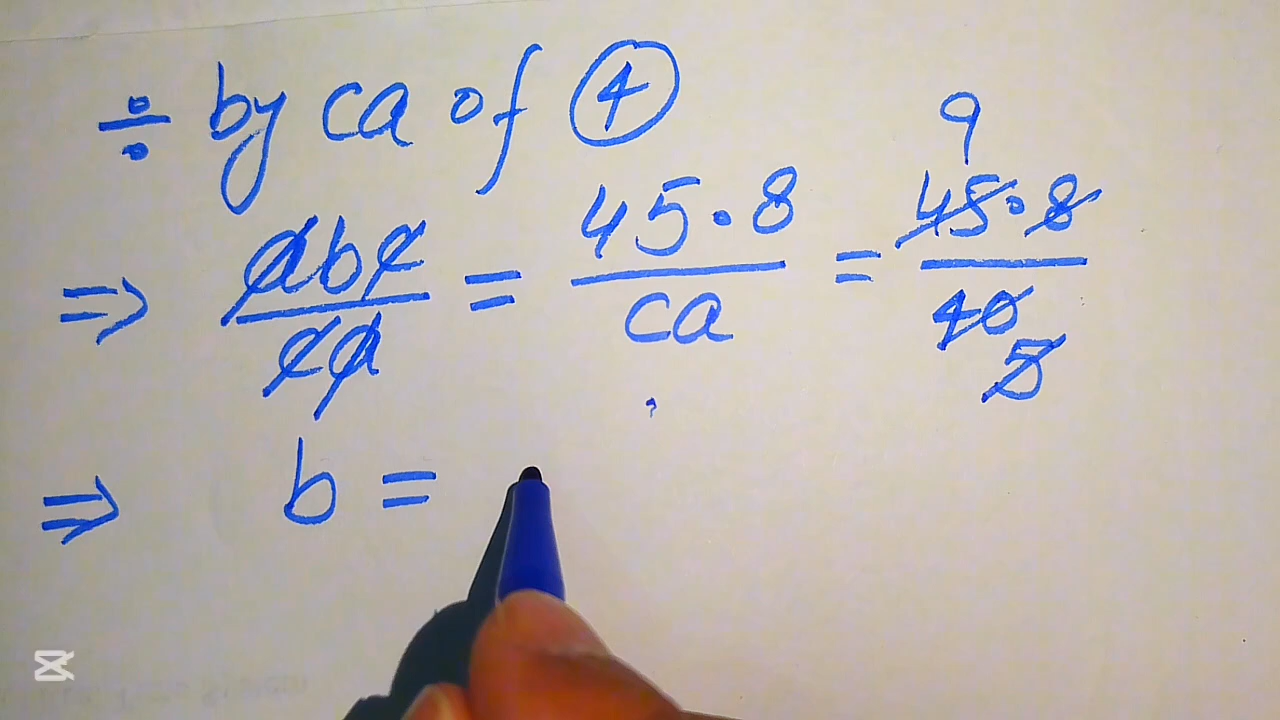 ÷ by ca of ④
9
⇒ abc/ca = 45·8/ca = 45·8/40
5
⇒ b =